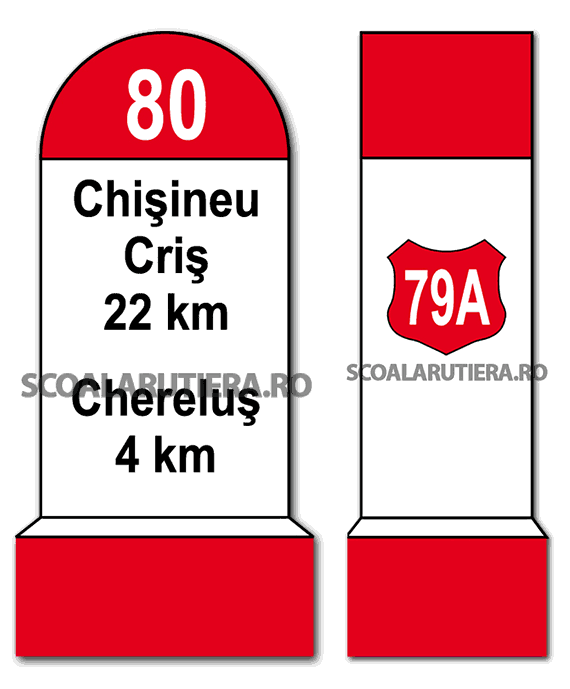 80
Chişineu
Criş
22 km
SCOALARUTIERA.RO
Chereluş
4 km
79A
SCOALARUTIERA.RO